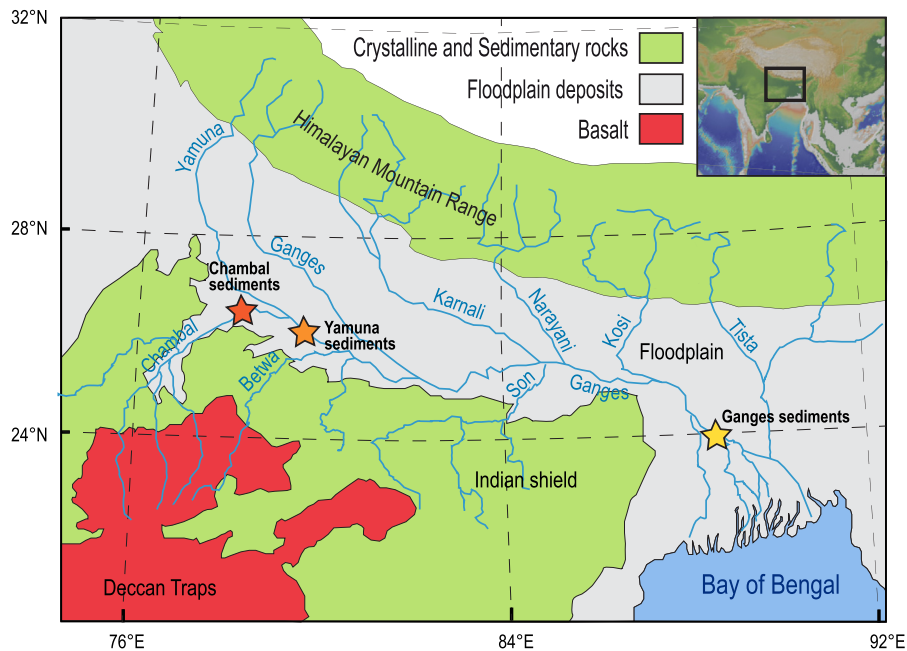 32°N
Crystalline and Sedimentary rocks
Floodplain deposits
Basalt
Himalayan Mountain Range
Yamuna
28°N
Ganges
Chambal
sediments
Karnali
Narayani
Kosi
Tista
Yamuna
sediments
Chambal
Betwa
Floodplain
Son
Ganges
Ganges sediments
24°N
Indian shield
Deccan Traps
Bay of Bengal
76°E
84°E
92°E